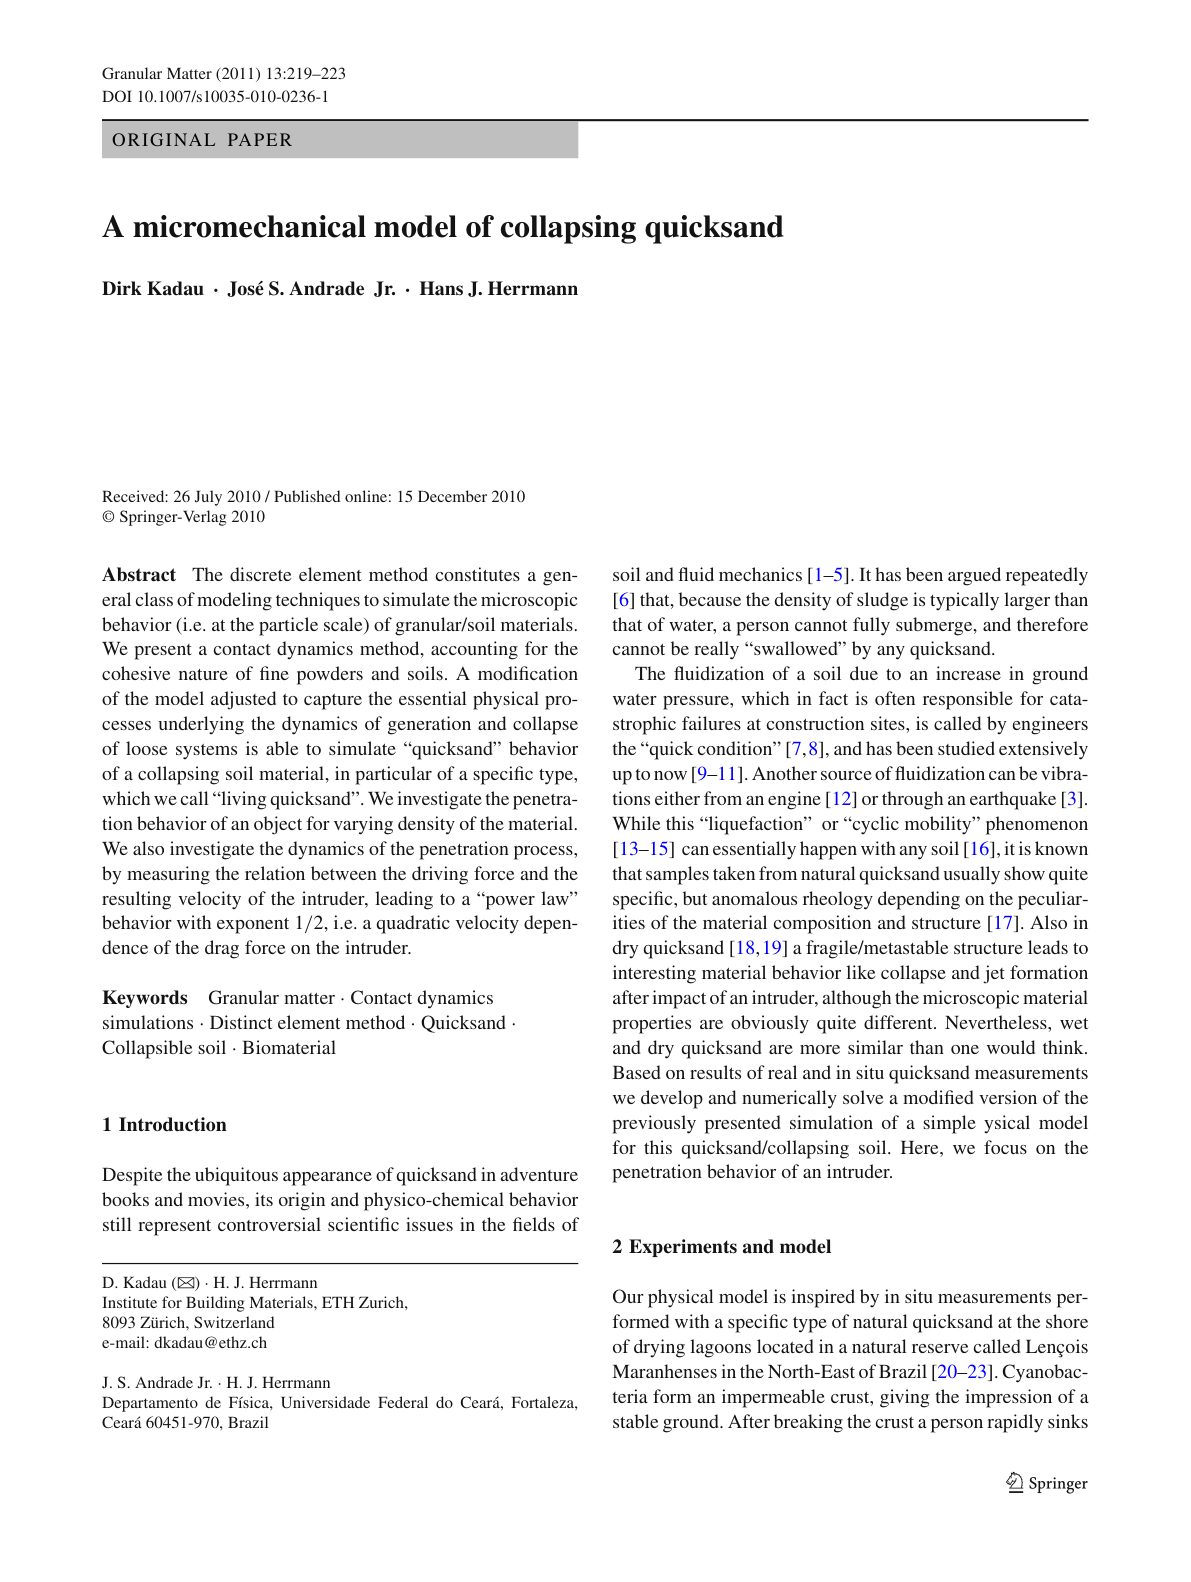 Granular Matter (2011) 13:219–223
DOI 10.1007/s10035-010-0236-1
ORIGINAL PAPER
A micromechanical model of collapsing quicksand
Dirk Kadau · José S. Andrade Jr. · Hans J. Herrmann
Received: 26 July 2010 / Published online: 15 December 2010
© Springer-Verlag 2010
Abstract The discrete element method constitutes a gen-
eral class of modeling techniques to simulate the microscopic
behavior (i.e. at the particle scale) of granular/soil materials.
We present a contact dynamics method, accounting for the
cohesive nature of fine powders and soils. A modification
of the model adjusted to capture the essential physical pro-
cesses underlying the dynamics of generation and collapse
of loose systems is able to simulate “quicksand” behavior
of a collapsing soil material, in particular of a specific type,
which we call “living quicksand”. We investigate the penetra-
tion behavior of an object for varying density of the material.
We also investigate the dynamics of the penetration process,
by measuring the relation between the driving force and the
resulting velocity of the intruder, leading to a “power law”
behavior with exponent 1/2, i.e. a quadratic velocity depen-
dence of the drag force on the intruder.
Keywords Granular matter · Contact dynamics
simulations · Distinct element method · Quicksand ·
Collapsible soil · Biomaterial
1 Introduction
Despite the ubiquitous appearance of quicksand in adventure
books and movies, its origin and physico-chemical behavior
still represent controversial scientific issues in the fields of
D. Kadau (✉) · H. J. Herrmann
Institute for Building Materials, ETH Zurich,
8093 Zürich, Switzerland
e-mail: dkadau@ethz.ch
J. S. Andrade Jr. · H. J. Herrmann
Departamento de Física, Universidade Federal do Ceará, Fortaleza,
Ceará 60451-970, Brazil
soil and fluid mechanics [1–5]. It has been argued repeatedly
[6] that, because the density of sludge is typically larger than
that of water, a person cannot fully submerge, and therefore
cannot be really “swallowed” by any quicksand.
The fluidization of a soil due to an increase in ground
water pressure, which in fact is often responsible for cata-
strophic failures at construction sites, is called by engineers
the “quick condition” [7,8], and has been studied extensively
up to now [9–11]. Another source of fluidization can be vibra-
tions either from an engine [12] or through an earthquake [3].
While this “liquefaction” or “cyclic mobility” phenomenon
[13–15] can essentially happen with any soil [16], it is known
that samples taken from natural quicksand usually show quite
specific, but anomalous rheology depending on the peculiar-
ities of the material composition and structure [17]. Also in
dry quicksand [18,19] a fragile/metastable structure leads to
interesting material behavior like collapse and jet formation
after impact of an intruder, although the microscopic material
properties are obviously quite different. Nevertheless, wet
and dry quicksand are more similar than one would think.
Based on results of real and in situ quicksand measurements
we develop and numerically solve a modified version of the
previously presented simulation of a simple ysical model
for this quicksand/collapsing soil. Here, we focus on the
penetration behavior of an intruder.
2 Experiments and model
Our physical model is inspired by in situ measurements per-
formed with a specific type of natural quicksand at the shore
of drying lagoons located in a natural reserve called Lençois
Maranhenses in the North-East of Brazil [20–23]. Cyanobac-
teria form an impermeable crust, giving the impression of a
stable ground. After breaking the crust a person rapidly sinks
Springer